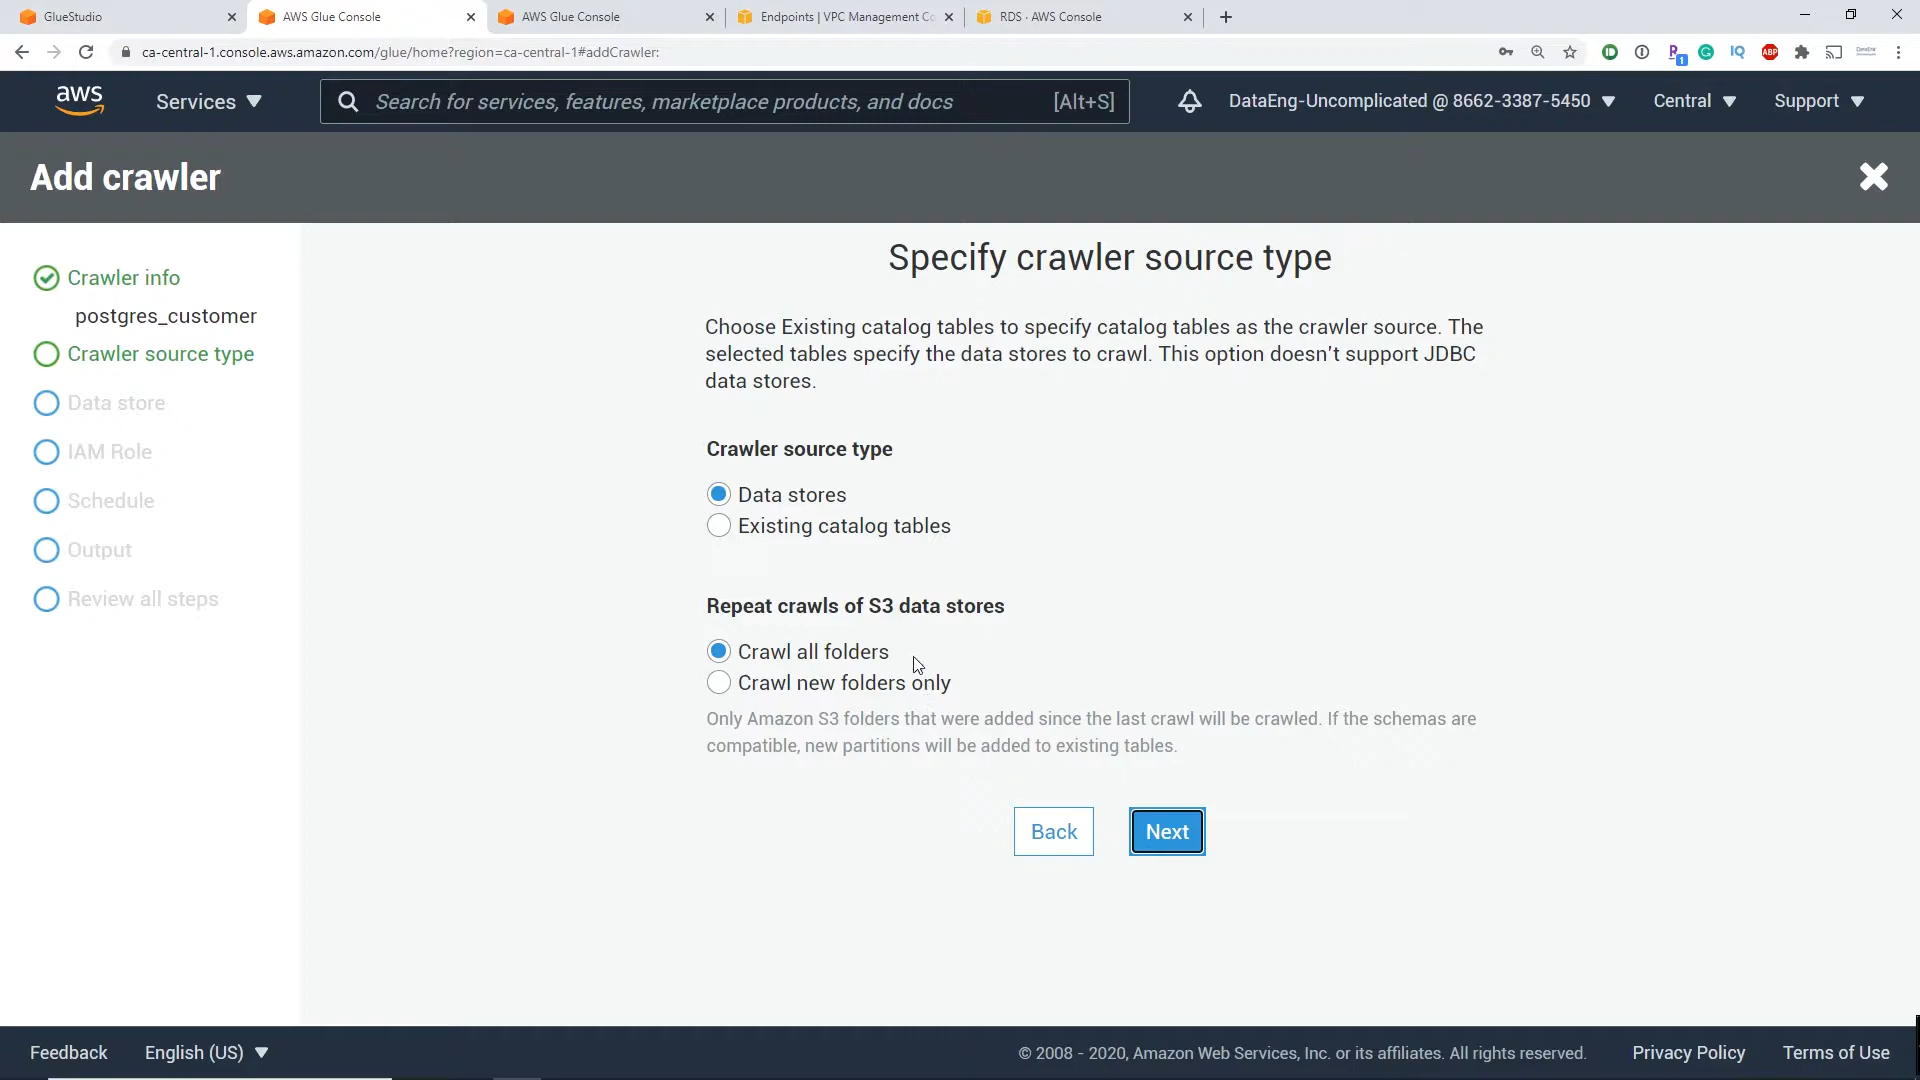 GlueStudio
AWS Glue Console
AWS Glue Console
Endpoints | VPC Management Co
RDS · AWS Console
ca-central-1.console.aws.amazon.com/glue/home?region=ca-central-1#addCrawler:
1
IQ
ABP
aws
Services
Search for services, features, marketplace products, and docs
[Alt+S]
DataEng-Uncomplicated @ 8662-3387-5450
Central
Support
Add crawler
Crawler info
postgres_customer
Crawler source type
Data store
IAM Role
Schedule
Output
Review all steps
Specify crawler source type
Choose Existing catalog tables to specify catalog tables as the crawler source. The
selected tables specify the data stores to crawl. This option doesn't support JDBC
data stores.
Crawler source type
Data stores
Existing catalog tables
Repeat crawls of S3 data stores
Crawl all folders
Crawl new folders only
Only Amazon S3 folders that were added since the last crawl will be crawled. If the schemas are
compatible, new partitions will be added to existing tables.
Back
Next
Feedback
English (US)
© 2008 - 2020, Amazon Web Services, Inc. or its affiliates. All rights reserved.
Privacy Policy
Terms of Use